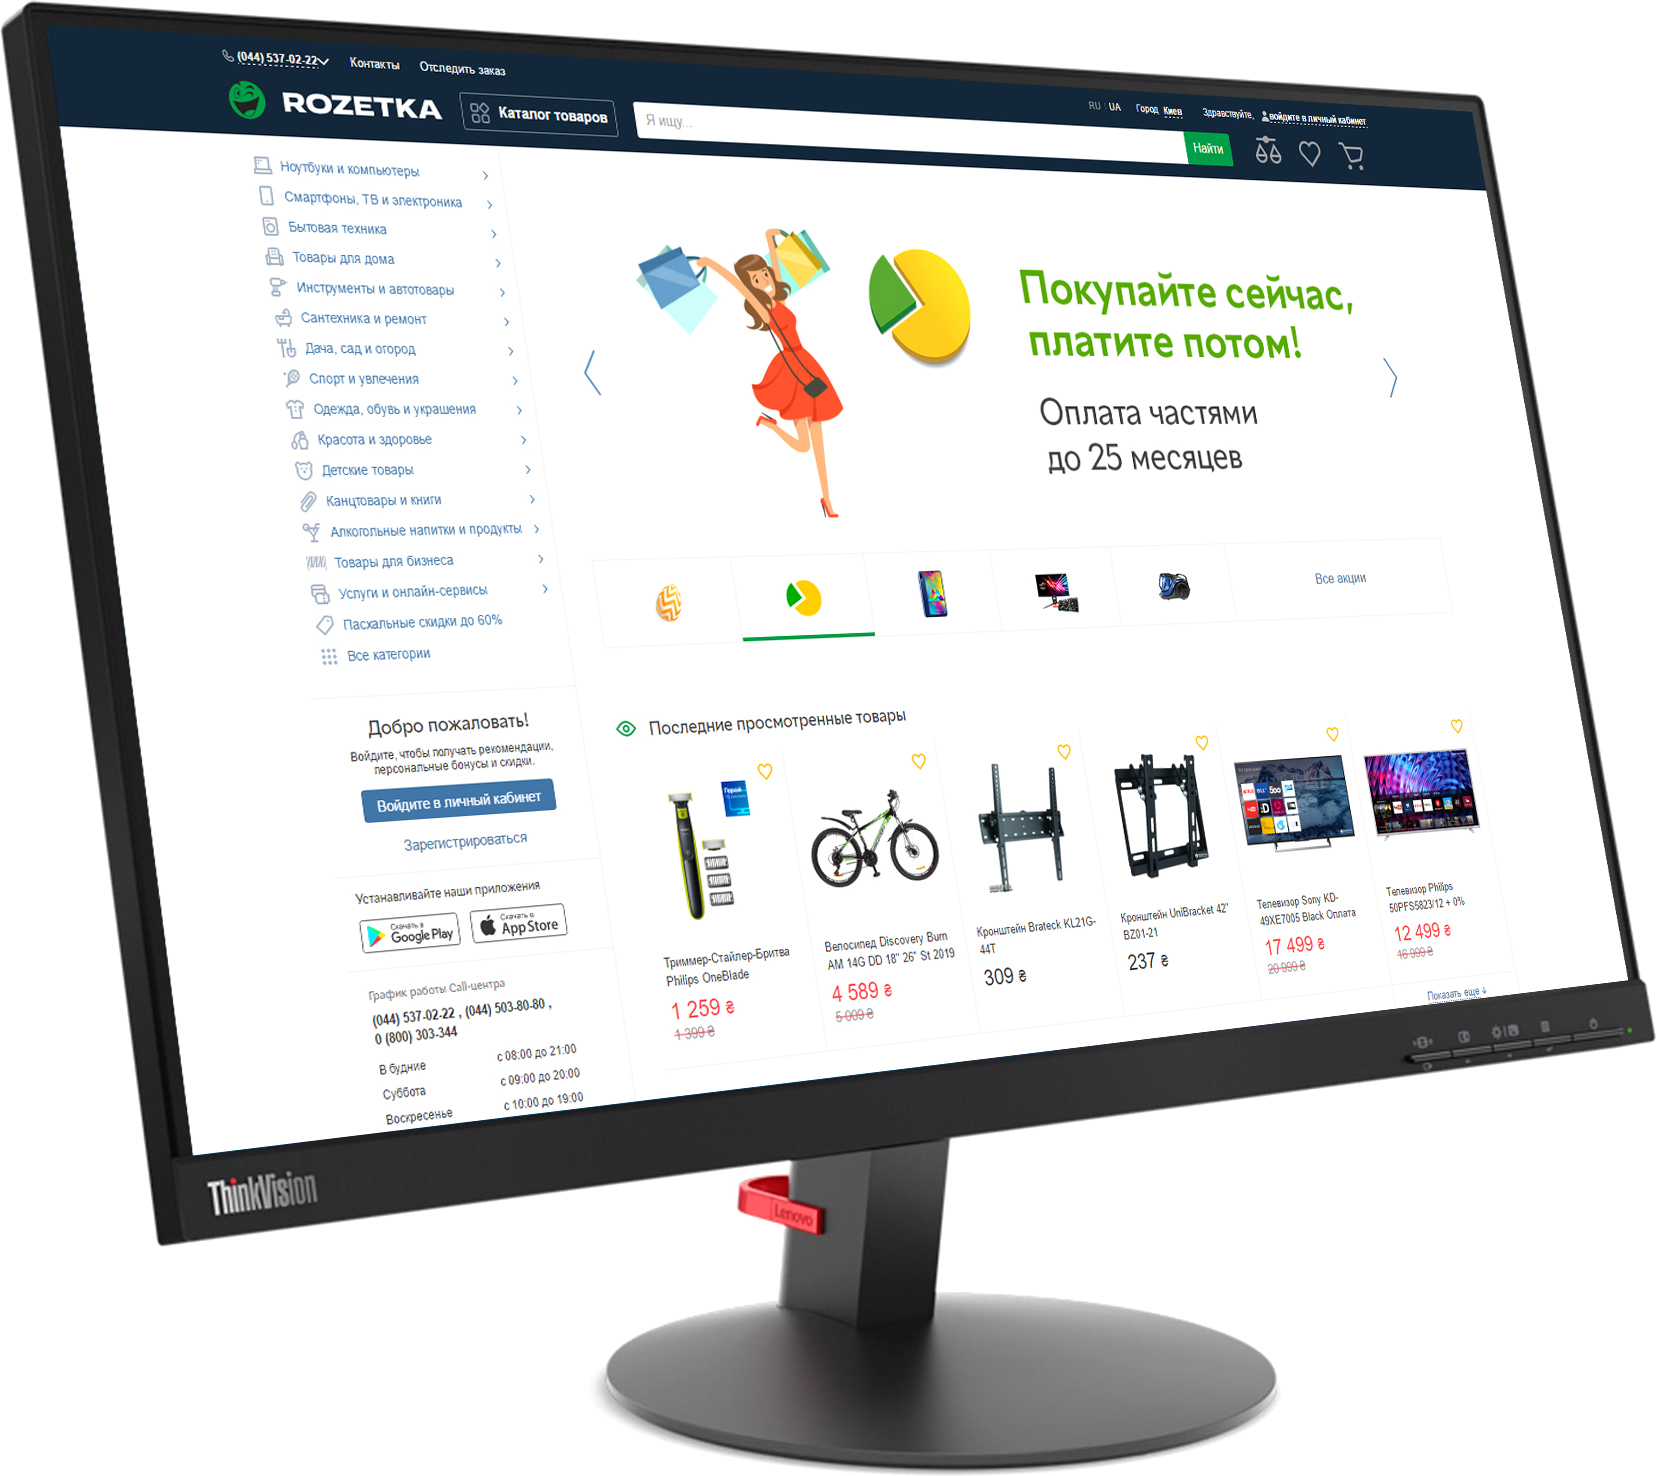 (044) 537-02-22
Контакты
Отследить заказ
RU | UA
Город Киев
Здравствуйте, войдите в личный кабинет
ROZETKA
Каталог товаров
Я ищу...
Найти
Ноутбуки и компьютеры
Смартфоны, ТВ и электроника
Бытовая техника
Товары для дома
Инструменты и автотовары
Сантехника и ремонт
Дача, сад и огород
Спорт и увлечения
Одежда, обувь и украшения
Красота и здоровье
Детские товары
Канцтовары и книги
Алкогольные напитки и продукты
Товары для бизнеса
Услуги и онлайн-сервисы
Пасхальные скидки до 60%
Все категории
Покупайте сейчас,
платите потом!
Оплата частями
до 25 месяцев
Все акции
Добро пожаловать!
Войдите, чтобы получать рекомендации,
персональные бонусы и скидки.
Войдите в личный кабинет
Зарегистрироваться
Устанавливайте наши приложения
Скачать в
Google Play
Скачать в
App Store
График работы Call-центра
(044) 537-02-22 , (044) 503-80-80 ,
0 (800) 303-344
В будние с 08:00 до 21:00
Суббота с 09:00 до 20:00
Воскресенье с 10:00 до 19:00
Последние просмотренные товары
Триммер-Стайлер-Бритва
Philips OneBlade
1 259 ₴
1 399 ₴
Велосипед Discovery Burn
AM 14G DD 18" 26" St 2019
4 589 ₴
5 099 ₴
Кронштейн Brateck KL21G-
44T
309 ₴
Кронштейн UniBracket 42"
BZ01-21
237 ₴
Телевизор Sony KD-
49XE7005 Black Оплата
17 499 ₴
20 999 ₴
Телевизор Philips
50PFS5823/12 + 0%
12 499 ₴
16 999 ₴
Показать еще ↓
ThinkVision
Lenovo